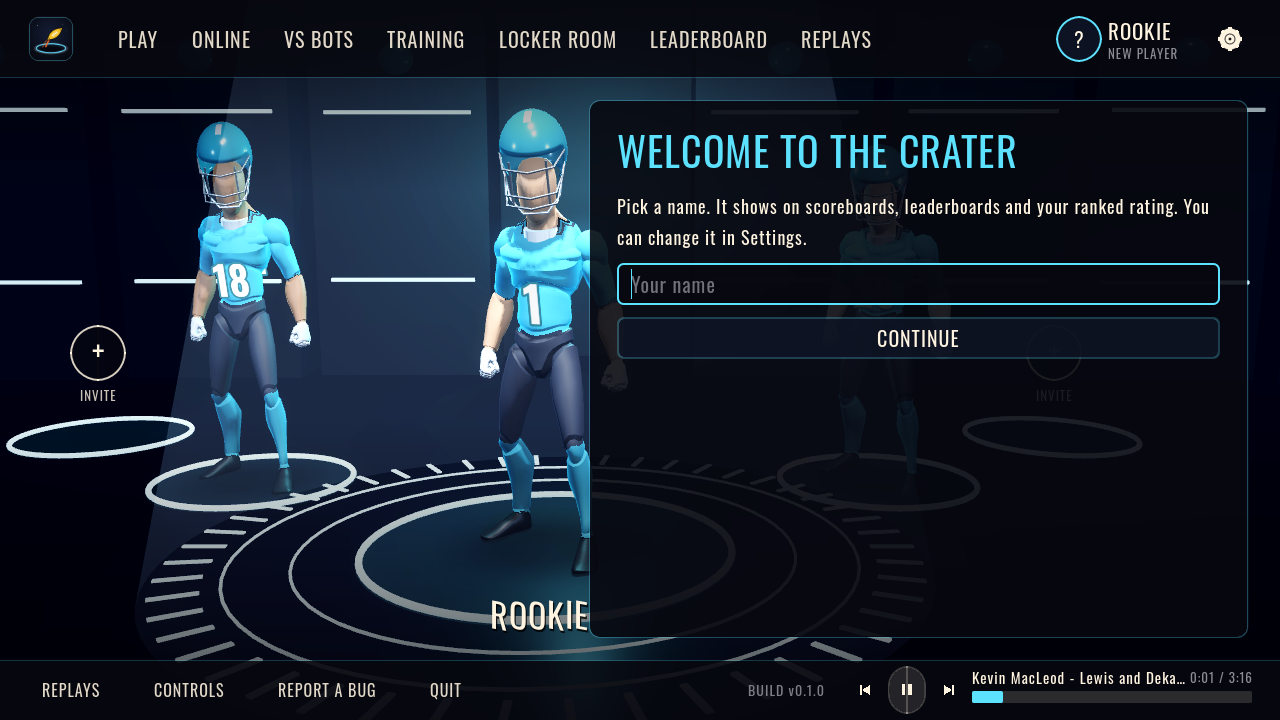 PLAY
ONLINE
VS BOTS
TRAINING
LOCKER ROOM
LEADERBOARD
REPLAYS
?
ROOKIE
NEW PLAYER
WELCOME TO THE CRATER
Pick a name. It shows on scoreboards, leaderboards and your ranked rating. You
can change it in Settings.
Your name
CONTINUE
18
1
+
INVITE
INVITE
ROOKIE
REPLAYS
CONTROLS
REPORT A BUG
QUIT
BUILD v0.1.0
Kevin MacLeod - Lewis and Deka...
0:01 / 3:16